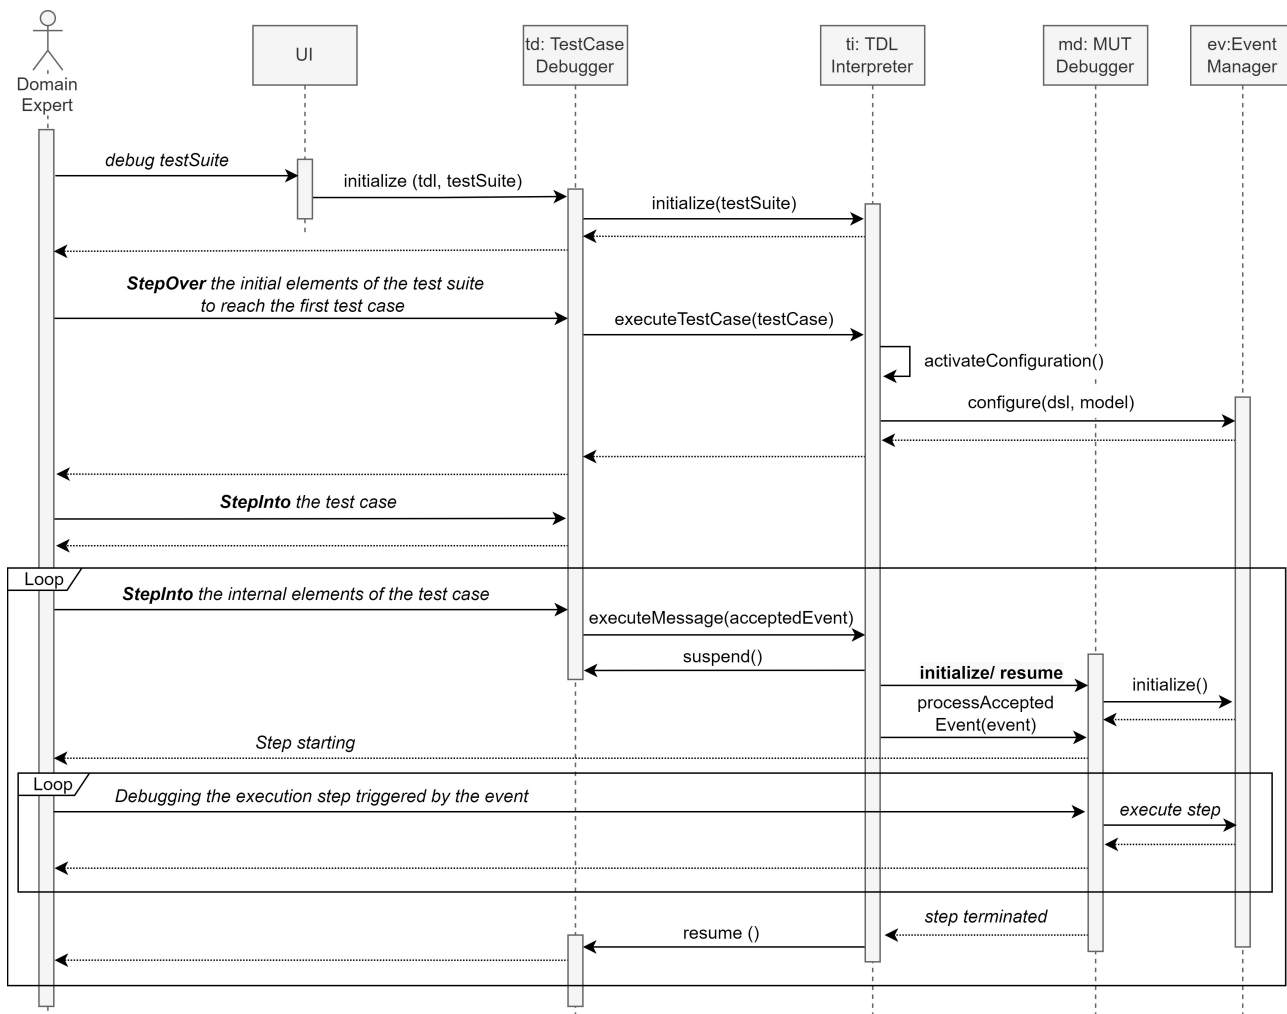 Domain
Expert
UI
td: TestCase
Debugger
ti: TDL
Interpreter
md: MUT
Debugger
ev:Event
Manager
debug testSuite
initialize (tdl, testSuite)
initialize(testSuite)
StepOver the initial elements of the test suite
to reach the first test case
executeTestCase(testCase)
activateConfiguration()
configure(dsl, model)
StepInto the test case
Loop
StepInto the internal elements of the test case
executeMessage(acceptedEvent)
suspend()
initialize/ resume
initialize()
processAccepted
Event(event)
Step starting
Loop
Debugging the execution step triggered by the event
execute step
step terminated
resume ()